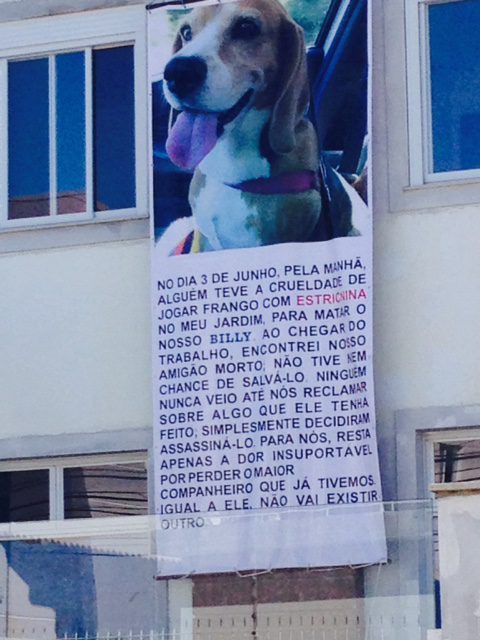 NO DIA 3 DE JUNHO, PELA MANHÃ,
ALGUÉM TEVE A CRUELDADE DE
JOGAR FRANGO COM ESTRICNINA
NO MEU JARDIM, PARA MATAR O
NOSSO BILLY. AO CHEGAR DO
TRABALHO, ENCONTREI NOSSO
AMIGÃO MORTO; NÃO TIVE NEM
CHANCE DE SALVÁ-LO. NINGUÉM
NUNCA VEIO ATÉ NÓS RECLAMAR
SOBRE ALGO QUE ELE TENHA
FEITO; SIMPLESMENTE DECIDIRAM
ASSASSINÁ-LO. PARA NÓS, RESTA
APENAS A DOR INSUPORTAVEL
POR PERDER O MAIOR
COMPANHEIRO QUE JÁ TIVEMOS.
IGUAL A ELE, NÃO VAI EXISTIR
OUTRO.